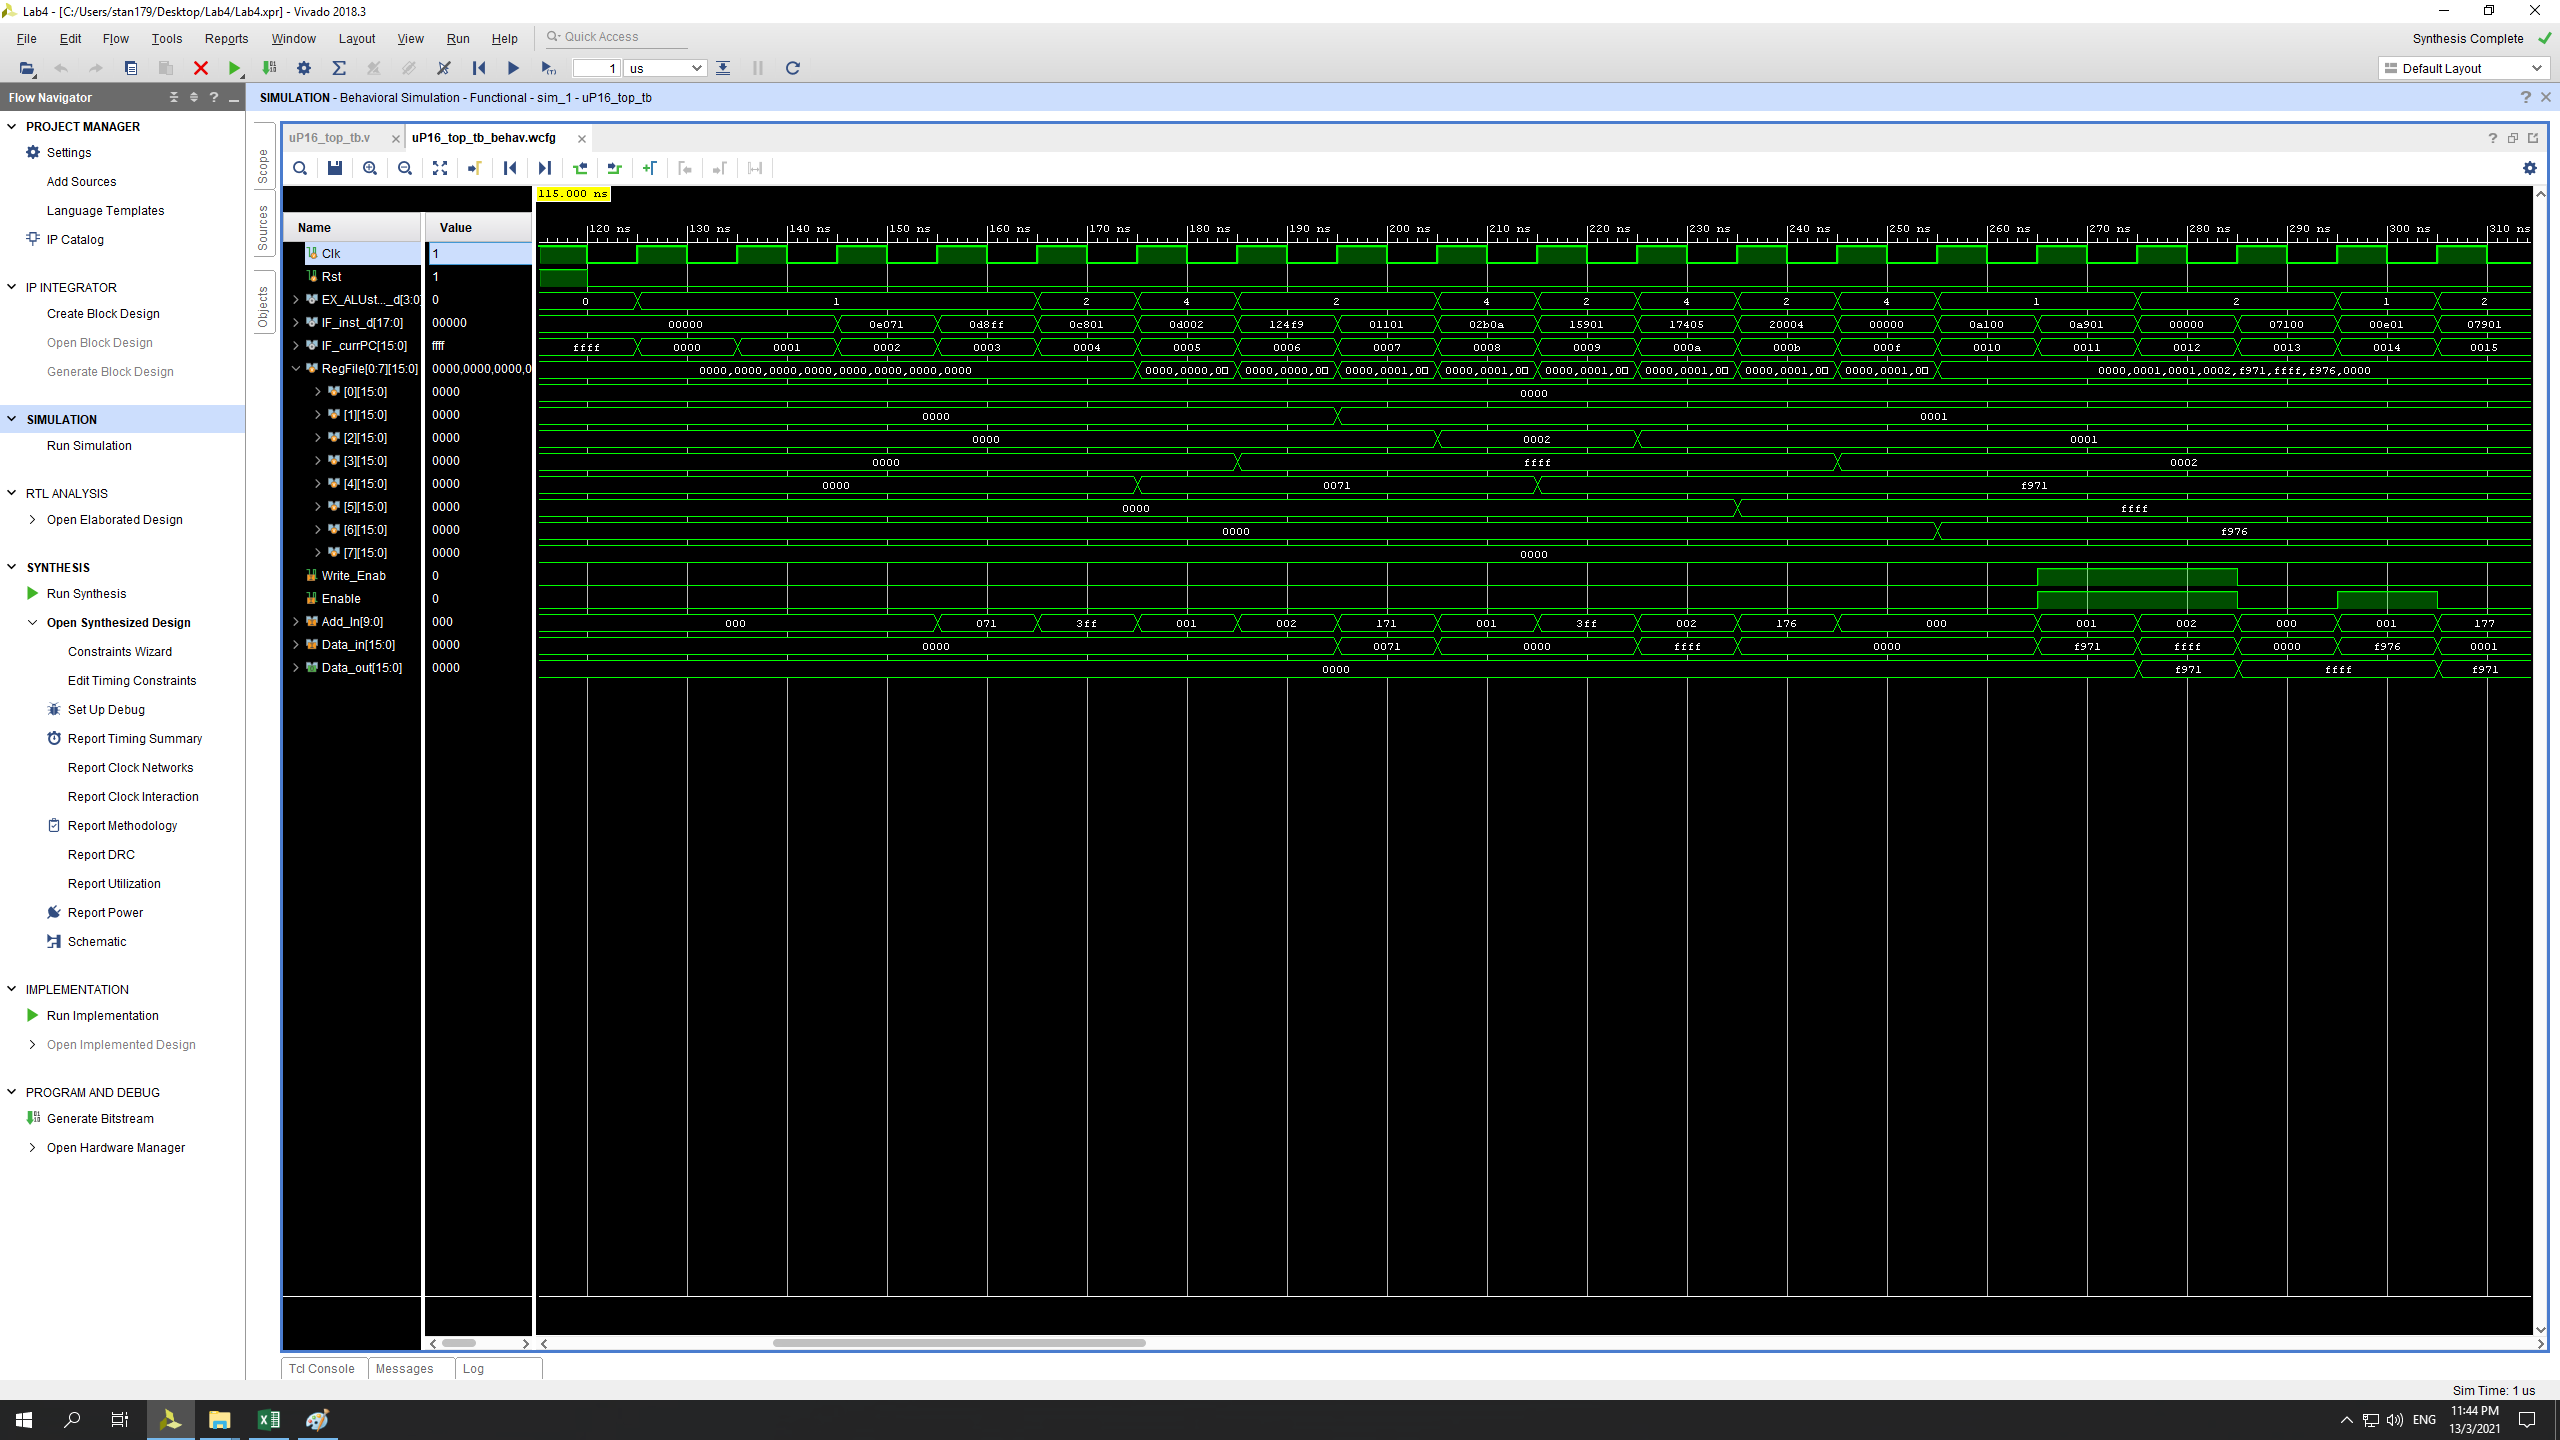 Lab4 - [C:/Users/stan179/Desktop/Lab4/Lab4.xpr] - Vivado 2018.3
File Edit Flow Tools Reports Window Layout View Run Help Quick Access
Synthesis Complete
1 us
Default Layout
Flow Navigator
SIMULATION - Behavioral Simulation - Functional - sim_1 - uP16_top_tb
PROJECT MANAGER
Settings
Add Sources
Language Templates
IP Catalog
IP INTEGRATOR
Create Block Design
Open Block Design
Generate Block Design
SIMULATION
Run Simulation
RTL ANALYSIS
Open Elaborated Design
SYNTHESIS
Run Synthesis
Open Synthesized Design
Constraints Wizard
Edit Timing Constraints
Set Up Debug
Report Timing Summary
Report Clock Networks
Report Clock Interaction
Report Methodology
Report DRC
Report Utilization
Report Power
Schematic
IMPLEMENTATION
Run Implementation
Open Implemented Design
PROGRAM AND DEBUG
Generate Bitstream
Open Hardware Manager
Scope
Sources
Objects
uP16_top_tb.v
uP16_top_tb_behav.wcfg
115.000 ns
Name Value
120 ns 130 ns 140 ns 150 ns 160 ns 170 ns 180 ns 190 ns 200 ns 210 ns 220 ns 230 ns 240 ns 250 ns 260 ns 270 ns 280 ns 290 ns 300 ns 310 ns
Clk 1
Rst 1
EX_ALUst..._d[3:0 0 0 1 2 4 2 4 2 4 2 4 1 2 1 2
IF_inst_d[17:0] 00000 00000 0e071 0d8ff 0c801 0d002 124f9 01101 02b0a 15901 17405 20004 00000 0a100 0a901 00000 07100 00e01 07901
IF_currPC[15:0] ffff ffff 0000 0001 0002 0003 0004 0005 0006 0007 0008 0009 000a 000b 000f 0010 0011 0012 0013 0014 0015
RegFile[0:7][15:0] 0000,0000,0000,0 0000,0000,0000,0000,0000,0000,0000,0000 0000,0000,0 0000,0000,0 0000,0001,0 0000,0001,0 0000,0001,0 0000,0001,0 0000,0001,0 0000,0001,0 0000,0001,0001,0002,f971,ffff,f976,0000
[0][15:0] 0000 0000
[1][15:0] 0000 0000 0001
[2][15:0] 0000 0000 0002 0001
[3][15:0] 0000 0000 ffff 0002
[4][15:0] 0000 0000 0071 f971
[5][15:0] 0000 0000 ffff
[6][15:0] 0000 0000 f976
[7][15:0] 0000 0000
Write_Enab 0
Enable 0
Add_In[9:0] 000 000 071 3ff 001 002 171 001 3ff 002 176 000 001 002 000 001 177
Data_in[15:0] 0000 0000 0071 0000 ffff 0000 f971 ffff 0000 f976 0001
Data_out[15:0] 0000 0000 f971 ffff f971
Tcl Console Messages Log
Sim Time: 1 us
ENG
11:44 PM
13/3/2021